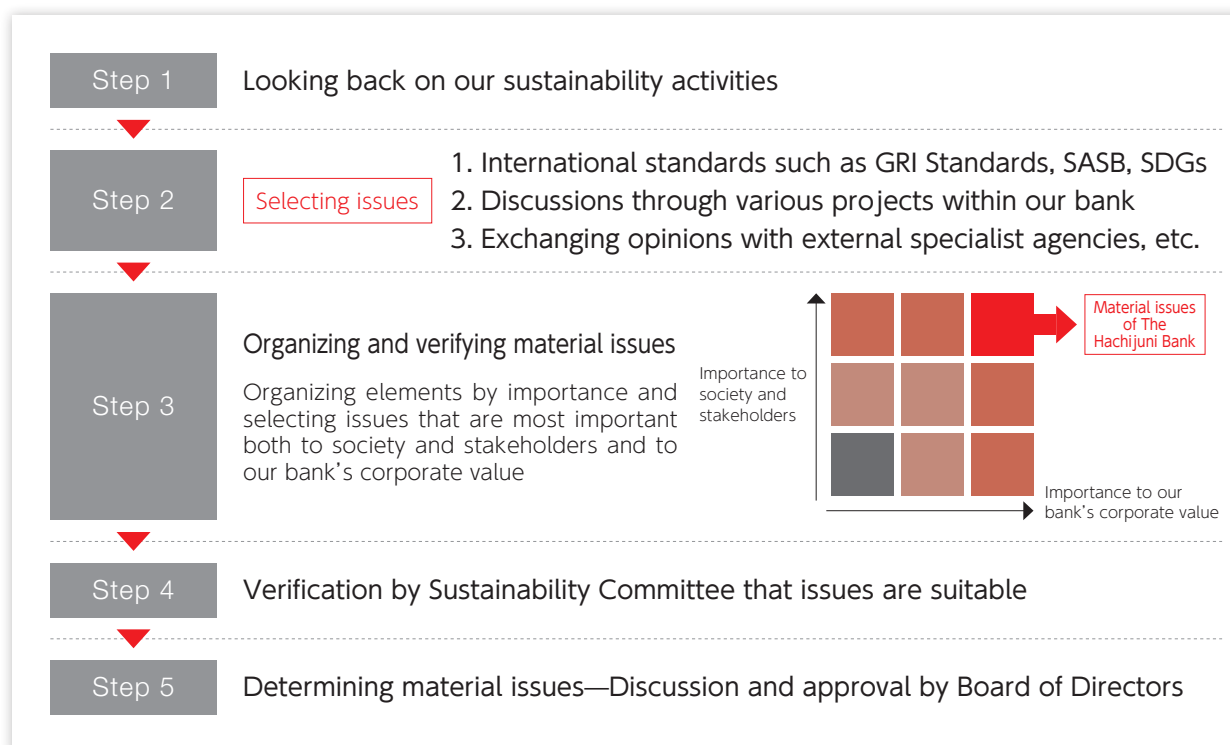 Step 1
Looking back on our sustainability activities
Step 2
Selecting issues
1. International standards such as GRI Standards, SASB, SDGs
2. Discussions through various projects within our bank
3. Exchanging opinions with external specialist agencies, etc.
Step 3
Organizing and verifying material issues
Organizing elements by importance and
selecting issues that are most important
both to society and stakeholders and to
our bank's corporate value
Importance to
society and
stakeholders
Material issues
of The
Hachijuni Bank
Importance to our
bank's corporate value
Step 4
Verification by Sustainability Committee that issues are suitable
Step 5
Determining material issues—Discussion and approval by Board of Directors